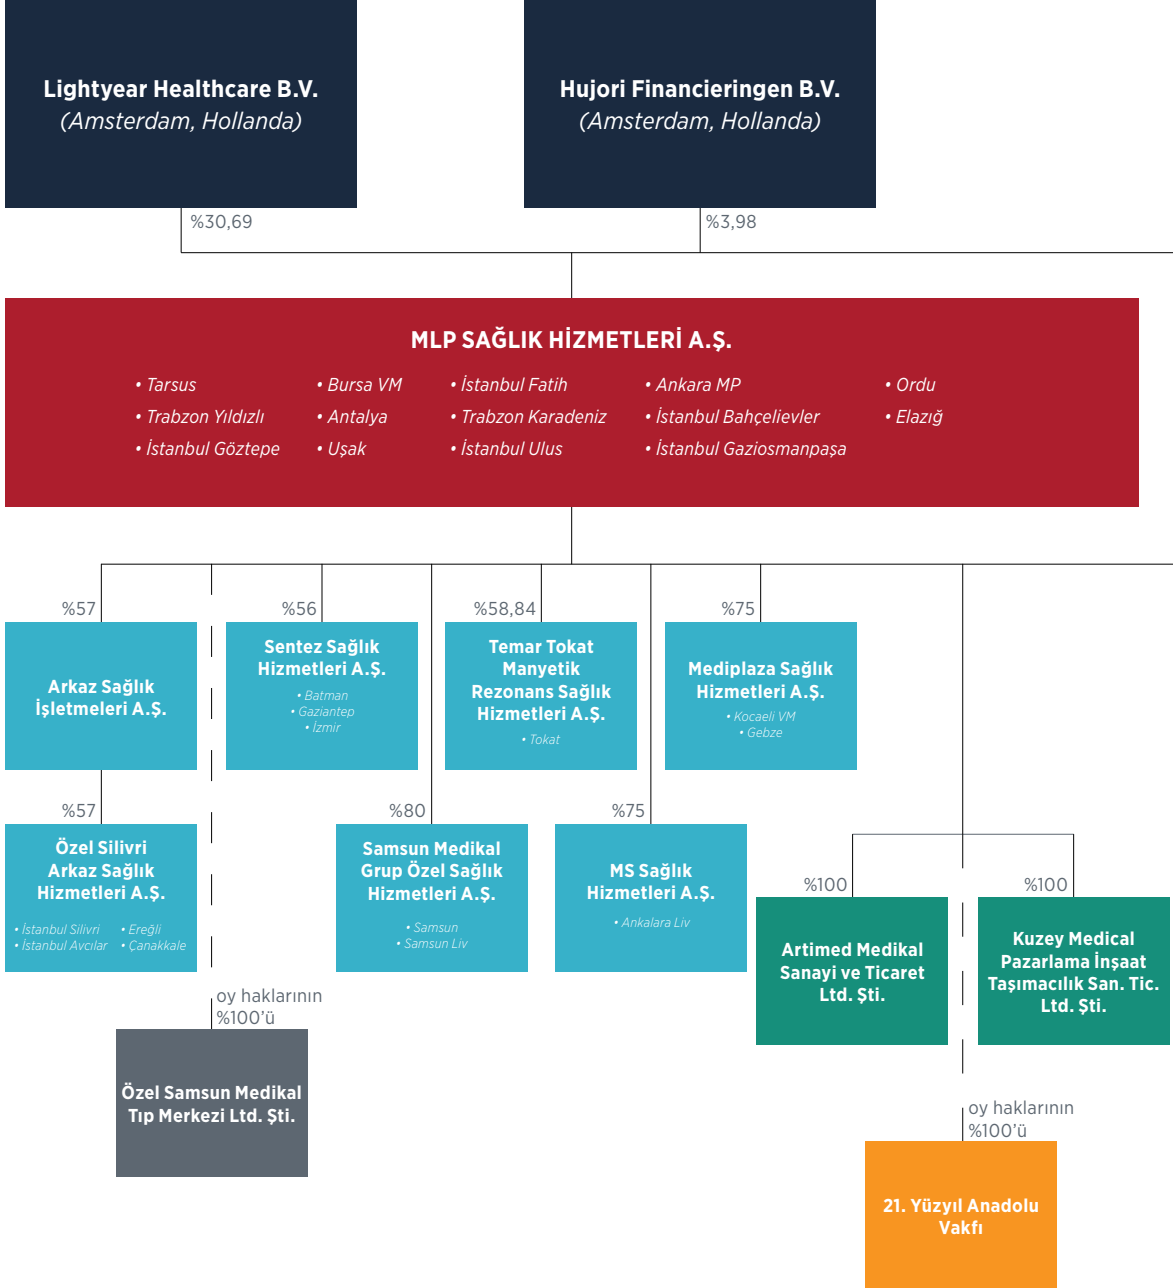 Lightyear Healthcare B.V.
(Amsterdam, Hollanda)
Hujori Financieringen B.V.
(Amsterdam, Hollanda)
%30,69
%3,98
MLP SAĞLIK HİZMETLERİ A.Ş.
• Tarsus
• Trabzon Yıldızlı
• İstanbul Göztepe
• Bursa VM
• Antalya
• Uşak
• İstanbul Fatih
• Trabzon Karadeniz
• İstanbul Ulus
• Ankara MP
• İstanbul Bahçelievler
• İstanbul Gaziosmanpaşa
• Ordu
• Elazığ
%57
Arkaz Sağlık
İşletmeleri A.Ş.
%56
Sentez Sağlık
Hizmetleri A.Ş.
• Batman
• Gaziantep
• İzmir
%58,84
Temar Tokat
Manyetik
Rezonans Sağlık
Hizmetleri A.Ş.
• Tokat
%75
Mediplaza Sağlık
Hizmetleri A.Ş.
• Kocaeli VM
• Gebze
%57
Özel Silivri
Arkaz Sağlık
Hizmetleri A.Ş.
• İstanbul Silivri
• İstanbul Avcılar
• Ereğli
• Çanakkale
%80
Samsun Medikal
Grup Özel Sağlık
Hizmetleri A.Ş.
• Samsun
• Samsun Liv
%75
MS Sağlık
Hizmetleri A.Ş.
• Ankalara Liv
%100
Artimed Medikal
Sanayi ve Ticaret
Ltd. Şti.
%100
Kuzey Medical
Pazarlama İnşaat
Taşımacılık San. Tic.
Ltd. Şti.
oy haklarının
%100'ü
Özel Samsun Medikal
Tıp Merkezi Ltd. Şti.
oy haklarının
%100'ü
21. Yüzyıl Anadolu
Vakfı